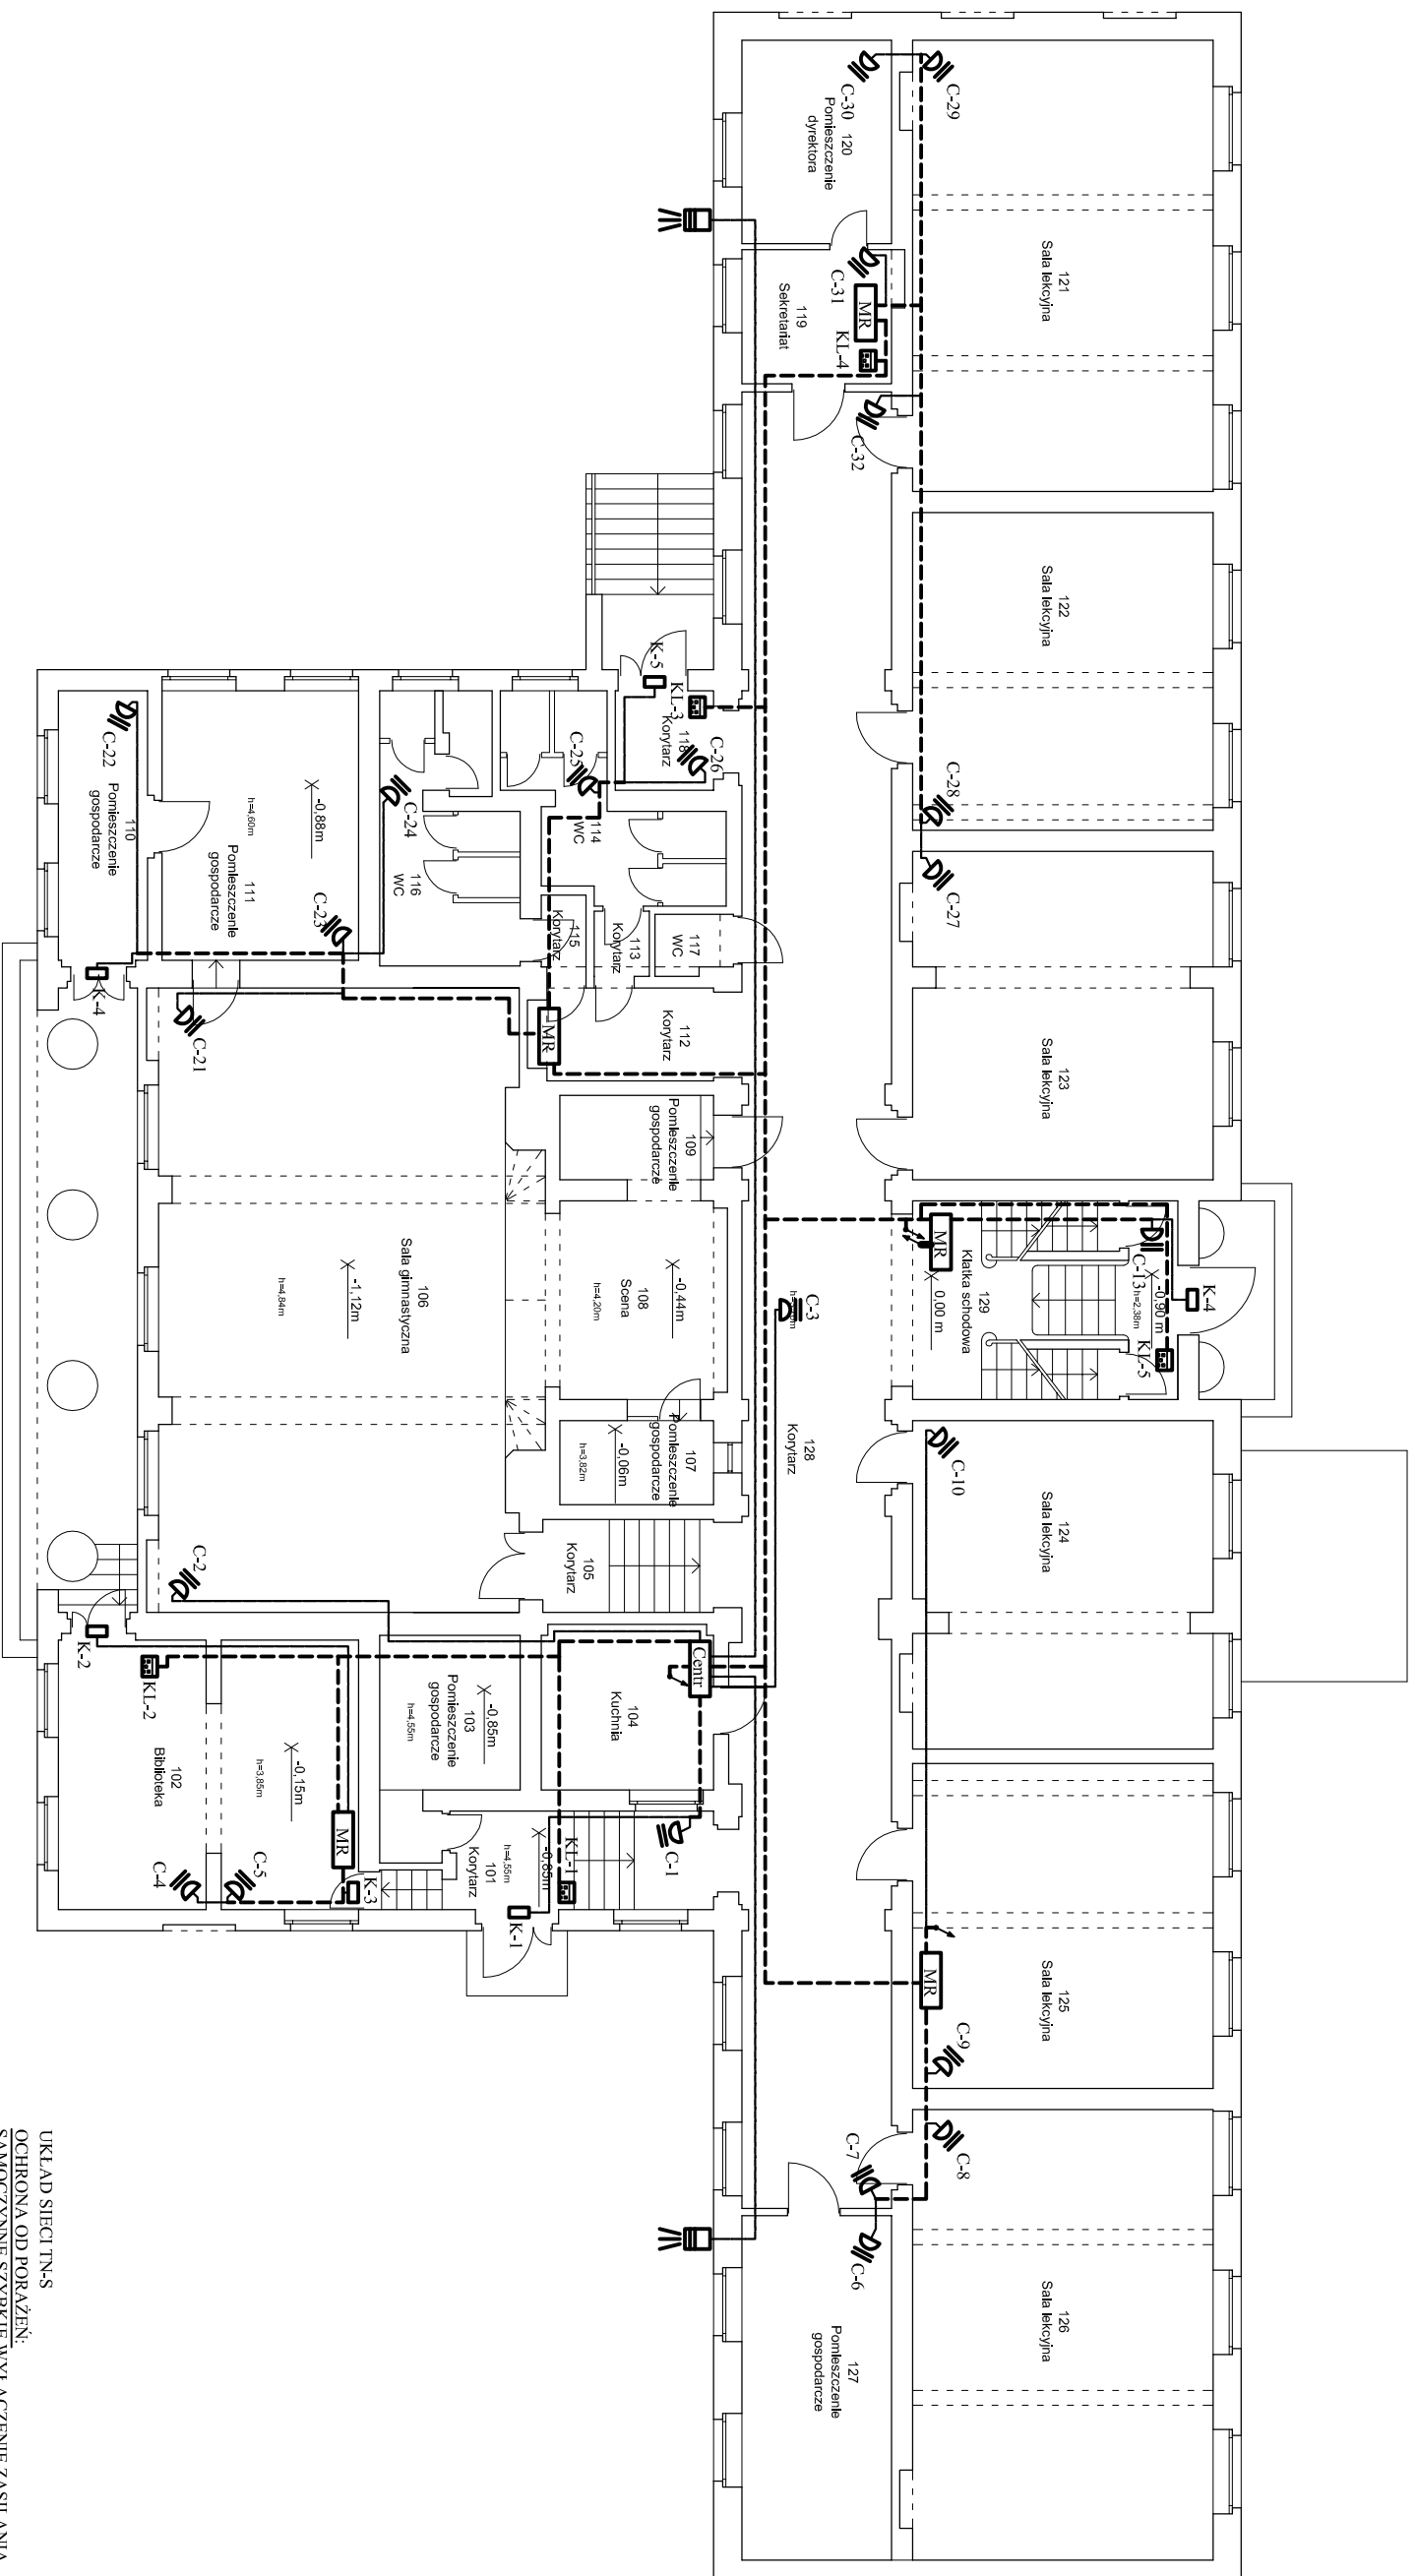 C-29
C-30
120
Pomieszczenie
dyrektora
121
Sala lekcyjna
C-31
MR
KL-4
119
Sekretariat
C-32
122
Sala lekcyjna
C-28
C-27
123
Sala lekcyjna
K-5
KL-3
118
Korytarz
C-26
C-25
114
WC
C-24
116
WC
C-22
110
Pomieszczenie
gospodarcze
-0,88m
h=3,60m
111
Pomieszczenie
gospodarcze
C-23
K-4
C-21
115
Korytarz
113
Korytarz
117
WC
MR
112
Korytarz
109
Pomieszczenie
gospodarcze
108
Scena
-0,44m
h=4,20m
106
Sala gimnastyczna
-1,12m
h=4,84m
107
Pomieszczenie
gospodarcze
-0,06m
h=3,82m
105
Korytarz
C-3
128
Korytarz
MR
129
Klatka schodowa
0,00 m
C-13
-0,90 m
h=2,38m
K-4
KL-5
C-10
124
Sala lekcyjna
C-2
K-2
KL-2
102
Biblioteka
-0,15m
h=3,85m
MR
C-4
C-5
K-3
Centr
104
Kuchnia
103
Pomieszczenie
gospodarcze
-0,85m
h=4,55m
101
Korytarz
h=4,55m
-0,85m
KL-1
K-1
C-1
125
Sala lekcyjna
MR
C-9
C-8
C-7
C-6
126
Sala lekcyjna
127
Pomieszczenie
gospodarcze
UKŁAD SIECI TN-S
OCHRONA OD PORAŻEŃ:
SAMOCZYNNE SZYBKIE WYŁĄCZENIE ZASILANIA